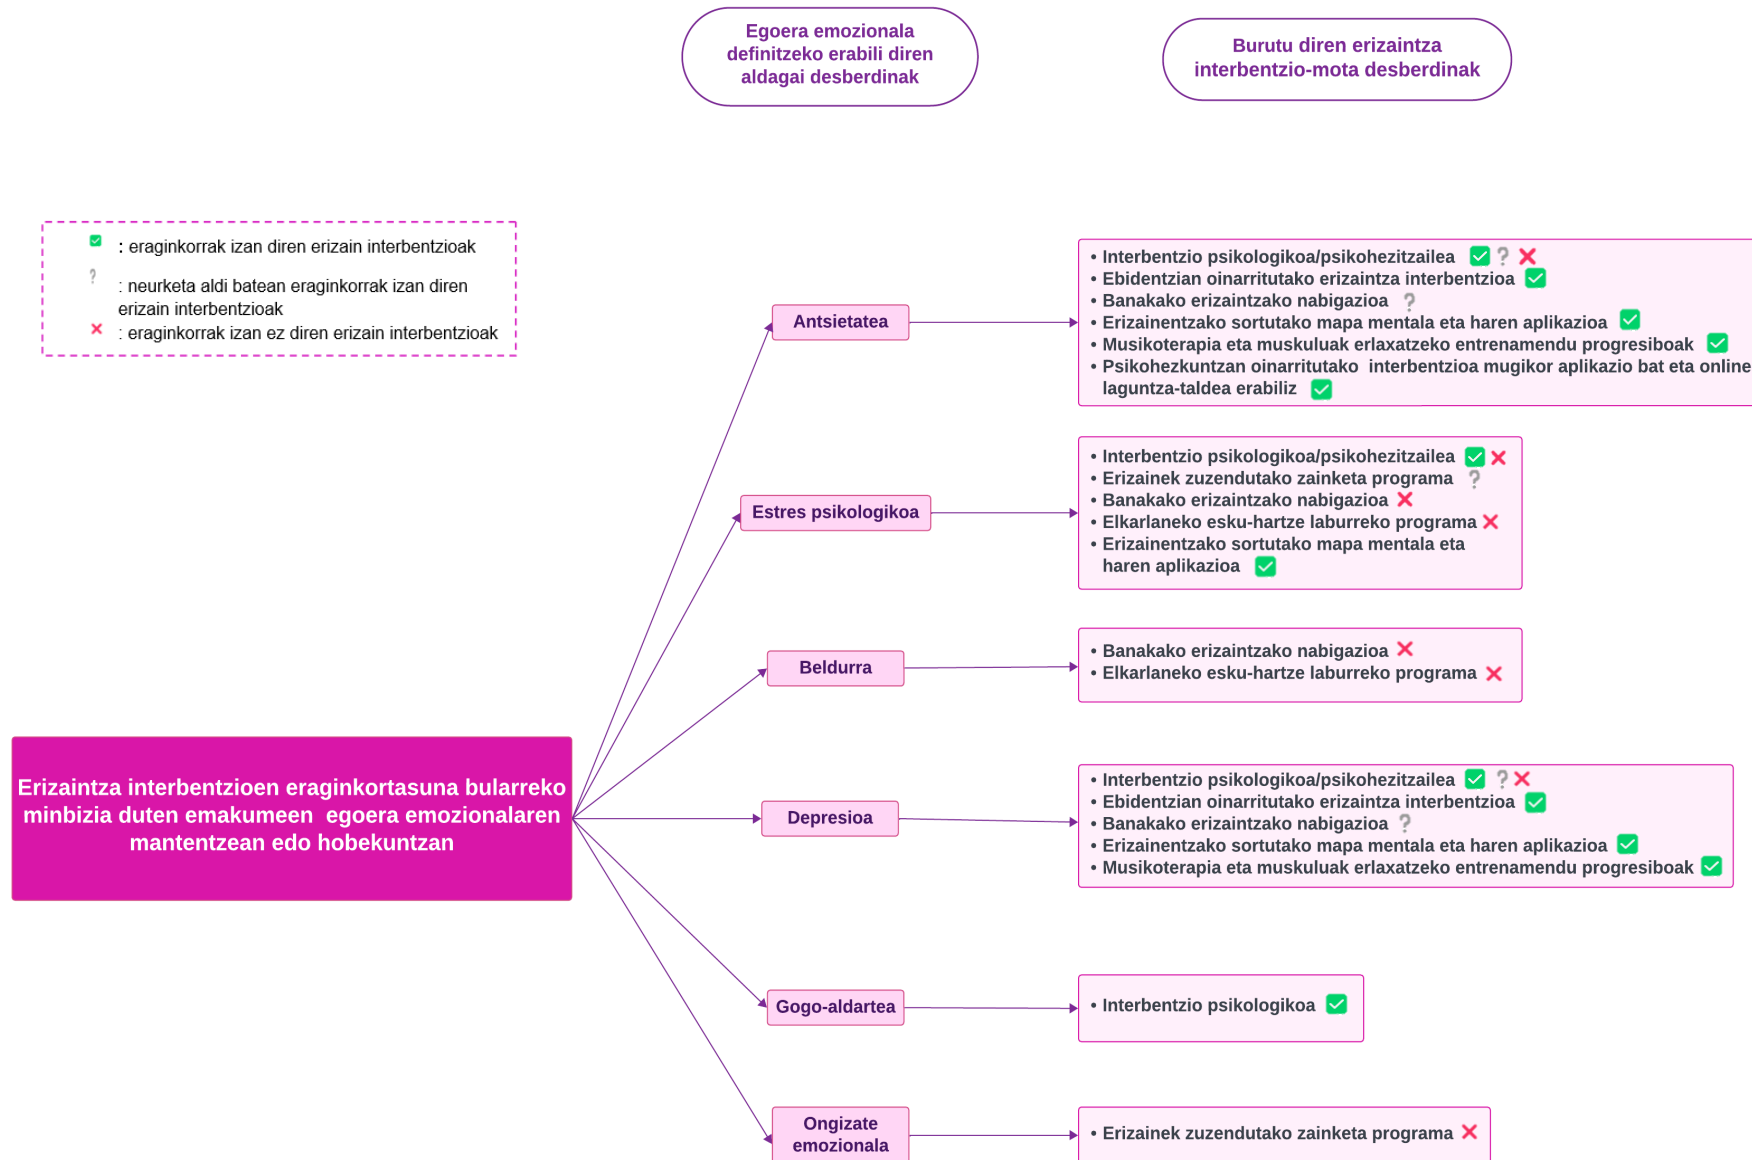 Egoera emozionala
definitzeko erabili diren
aldagai desberdinak
Burutu diren erizaintza
interbentzio-mota desberdinak
: eraginkorrak izan diren erizain interbentzioak
: neurketa aldi batean eraginkorrak izan diren
erizain interbentzioak
: eraginkorrak izan ez diren erizain interbentzioak
Erizaintza interbentzioen eraginkortasuna bularreko
minbizia duten emakumeen egoera emozionalaren
mantentzean edo hobekuntzan
Antsietatea
• Interbentzio psikologikoa/psikohezitzailea ✅ ❔ ❌
• Ebidentzian oinarritutako erizaintza interbentzioa ✅
• Banakako erizaintzako nabigazioa ❔
• Erizainentzako sortutako mapa mentala eta haren aplikazioa ✅
• Musikoterapia eta muskuluak erlaxatzeko entrenamendu progresiboak ✅
• Psikohezkuntzan oinarritutako interbentzioa mugikor aplikazio bat eta online
laguntza-taldea erabiliz ✅
Estres psikologikoa
• Interbentzio psikologikoa/psikohezitzailea ✅ ❌
• Erizainek zuzendutako zainketa programa ❔
• Banakako erizaintzako nabigazioa ❌
• Elkarlaneko esku-hartze laburreko programa ❌
• Erizainentzako sortutako mapa mentala eta
haren aplikazioa ✅
Beldurra
• Banakako erizaintzako nabigazioa ❌
• Elkarlaneko esku-hartze laburreko programa ❌
Depresioa
• Interbentzio psikologikoa/psikohezitzailea ✅ ❔ ❌
• Ebidentzian oinarritutako erizaintza interbentzioa ✅
• Banakako erizaintzako nabigazioa ❔
• Erizainentzako sortutako mapa mentala eta haren aplikazioa ✅
• Musikoterapia eta muskuluak erlaxatzeko entrenamendu progresiboak ✅
Gogo-aldartea
• Interbentzio psikologikoa ✅
Ongizate
emozionala
• Erizainek zuzendutako zainketa programa ❌